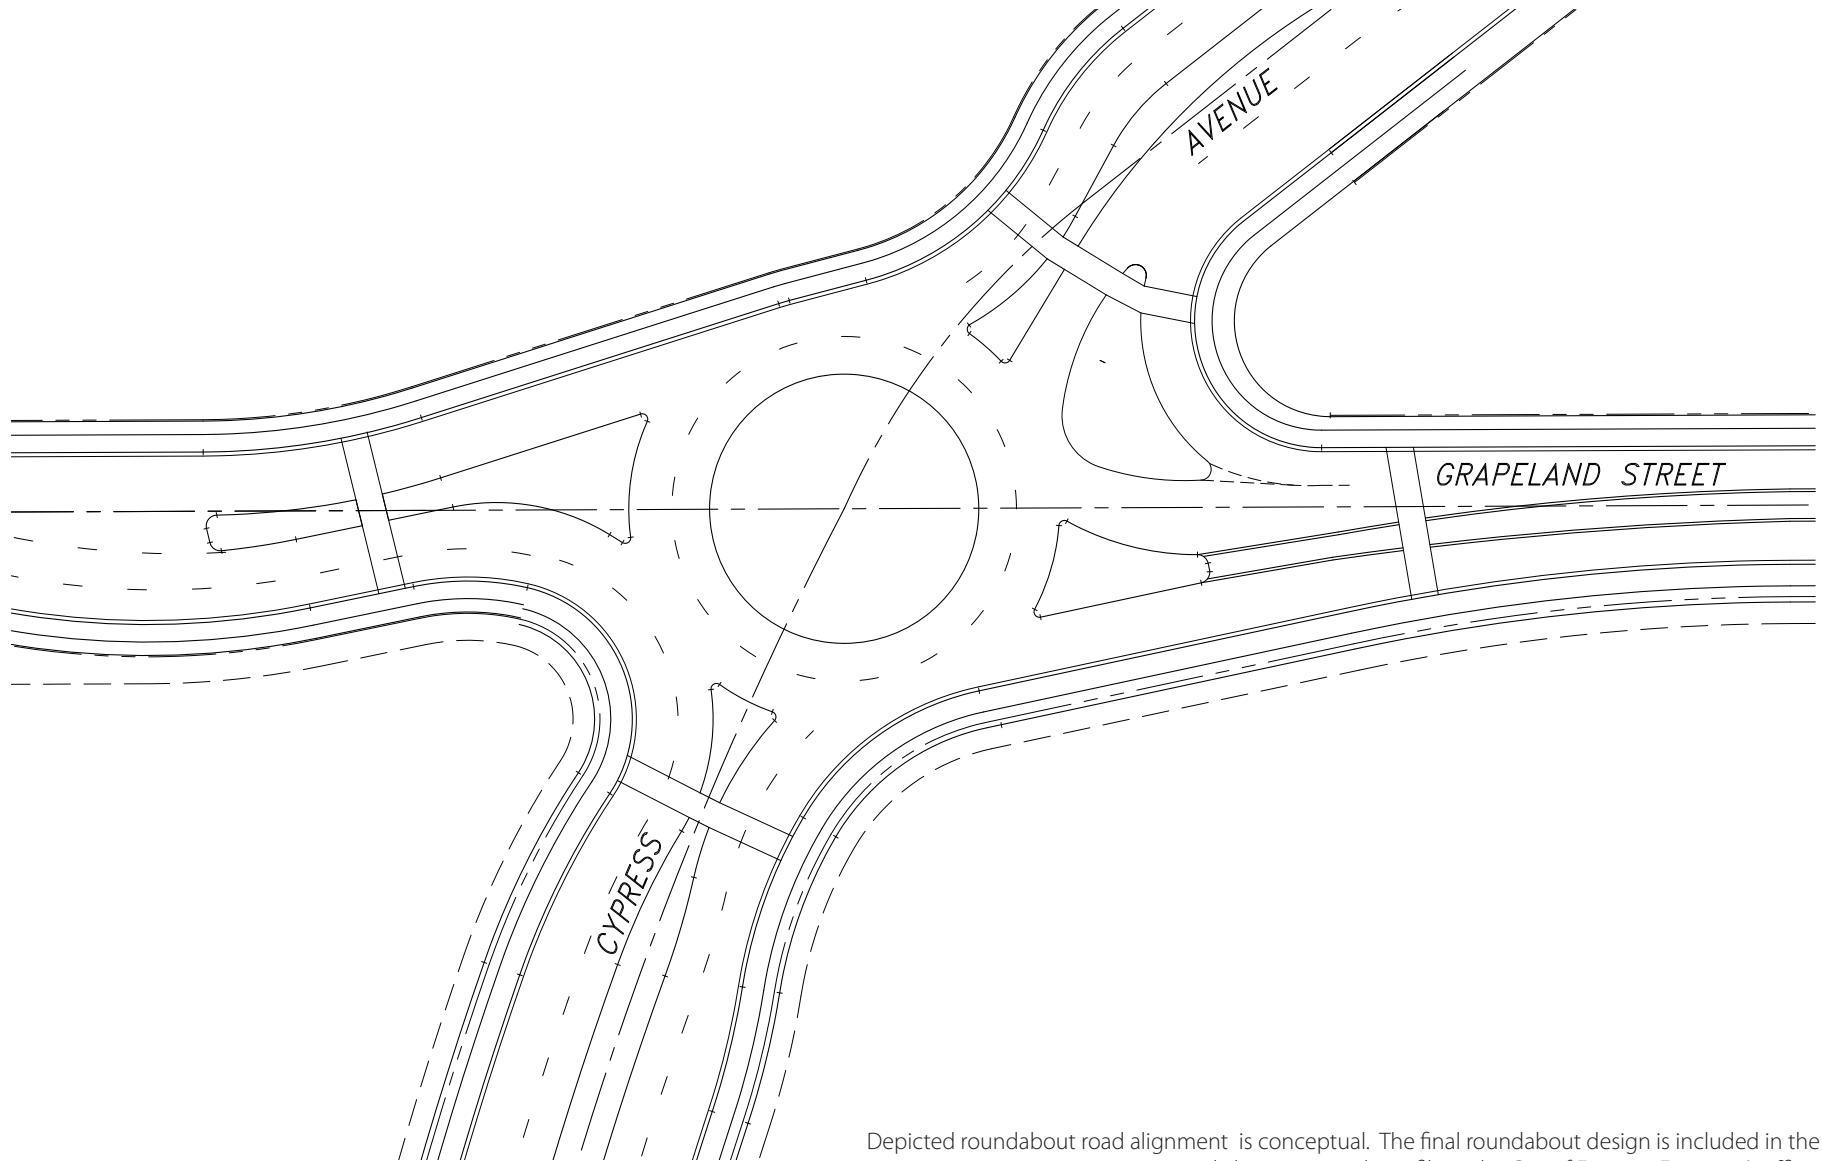 AVENUE
GRAPELAND STREET
CYPRESS
Depicted roundabout road alignment is conceptual. The final roundabout design is included in the